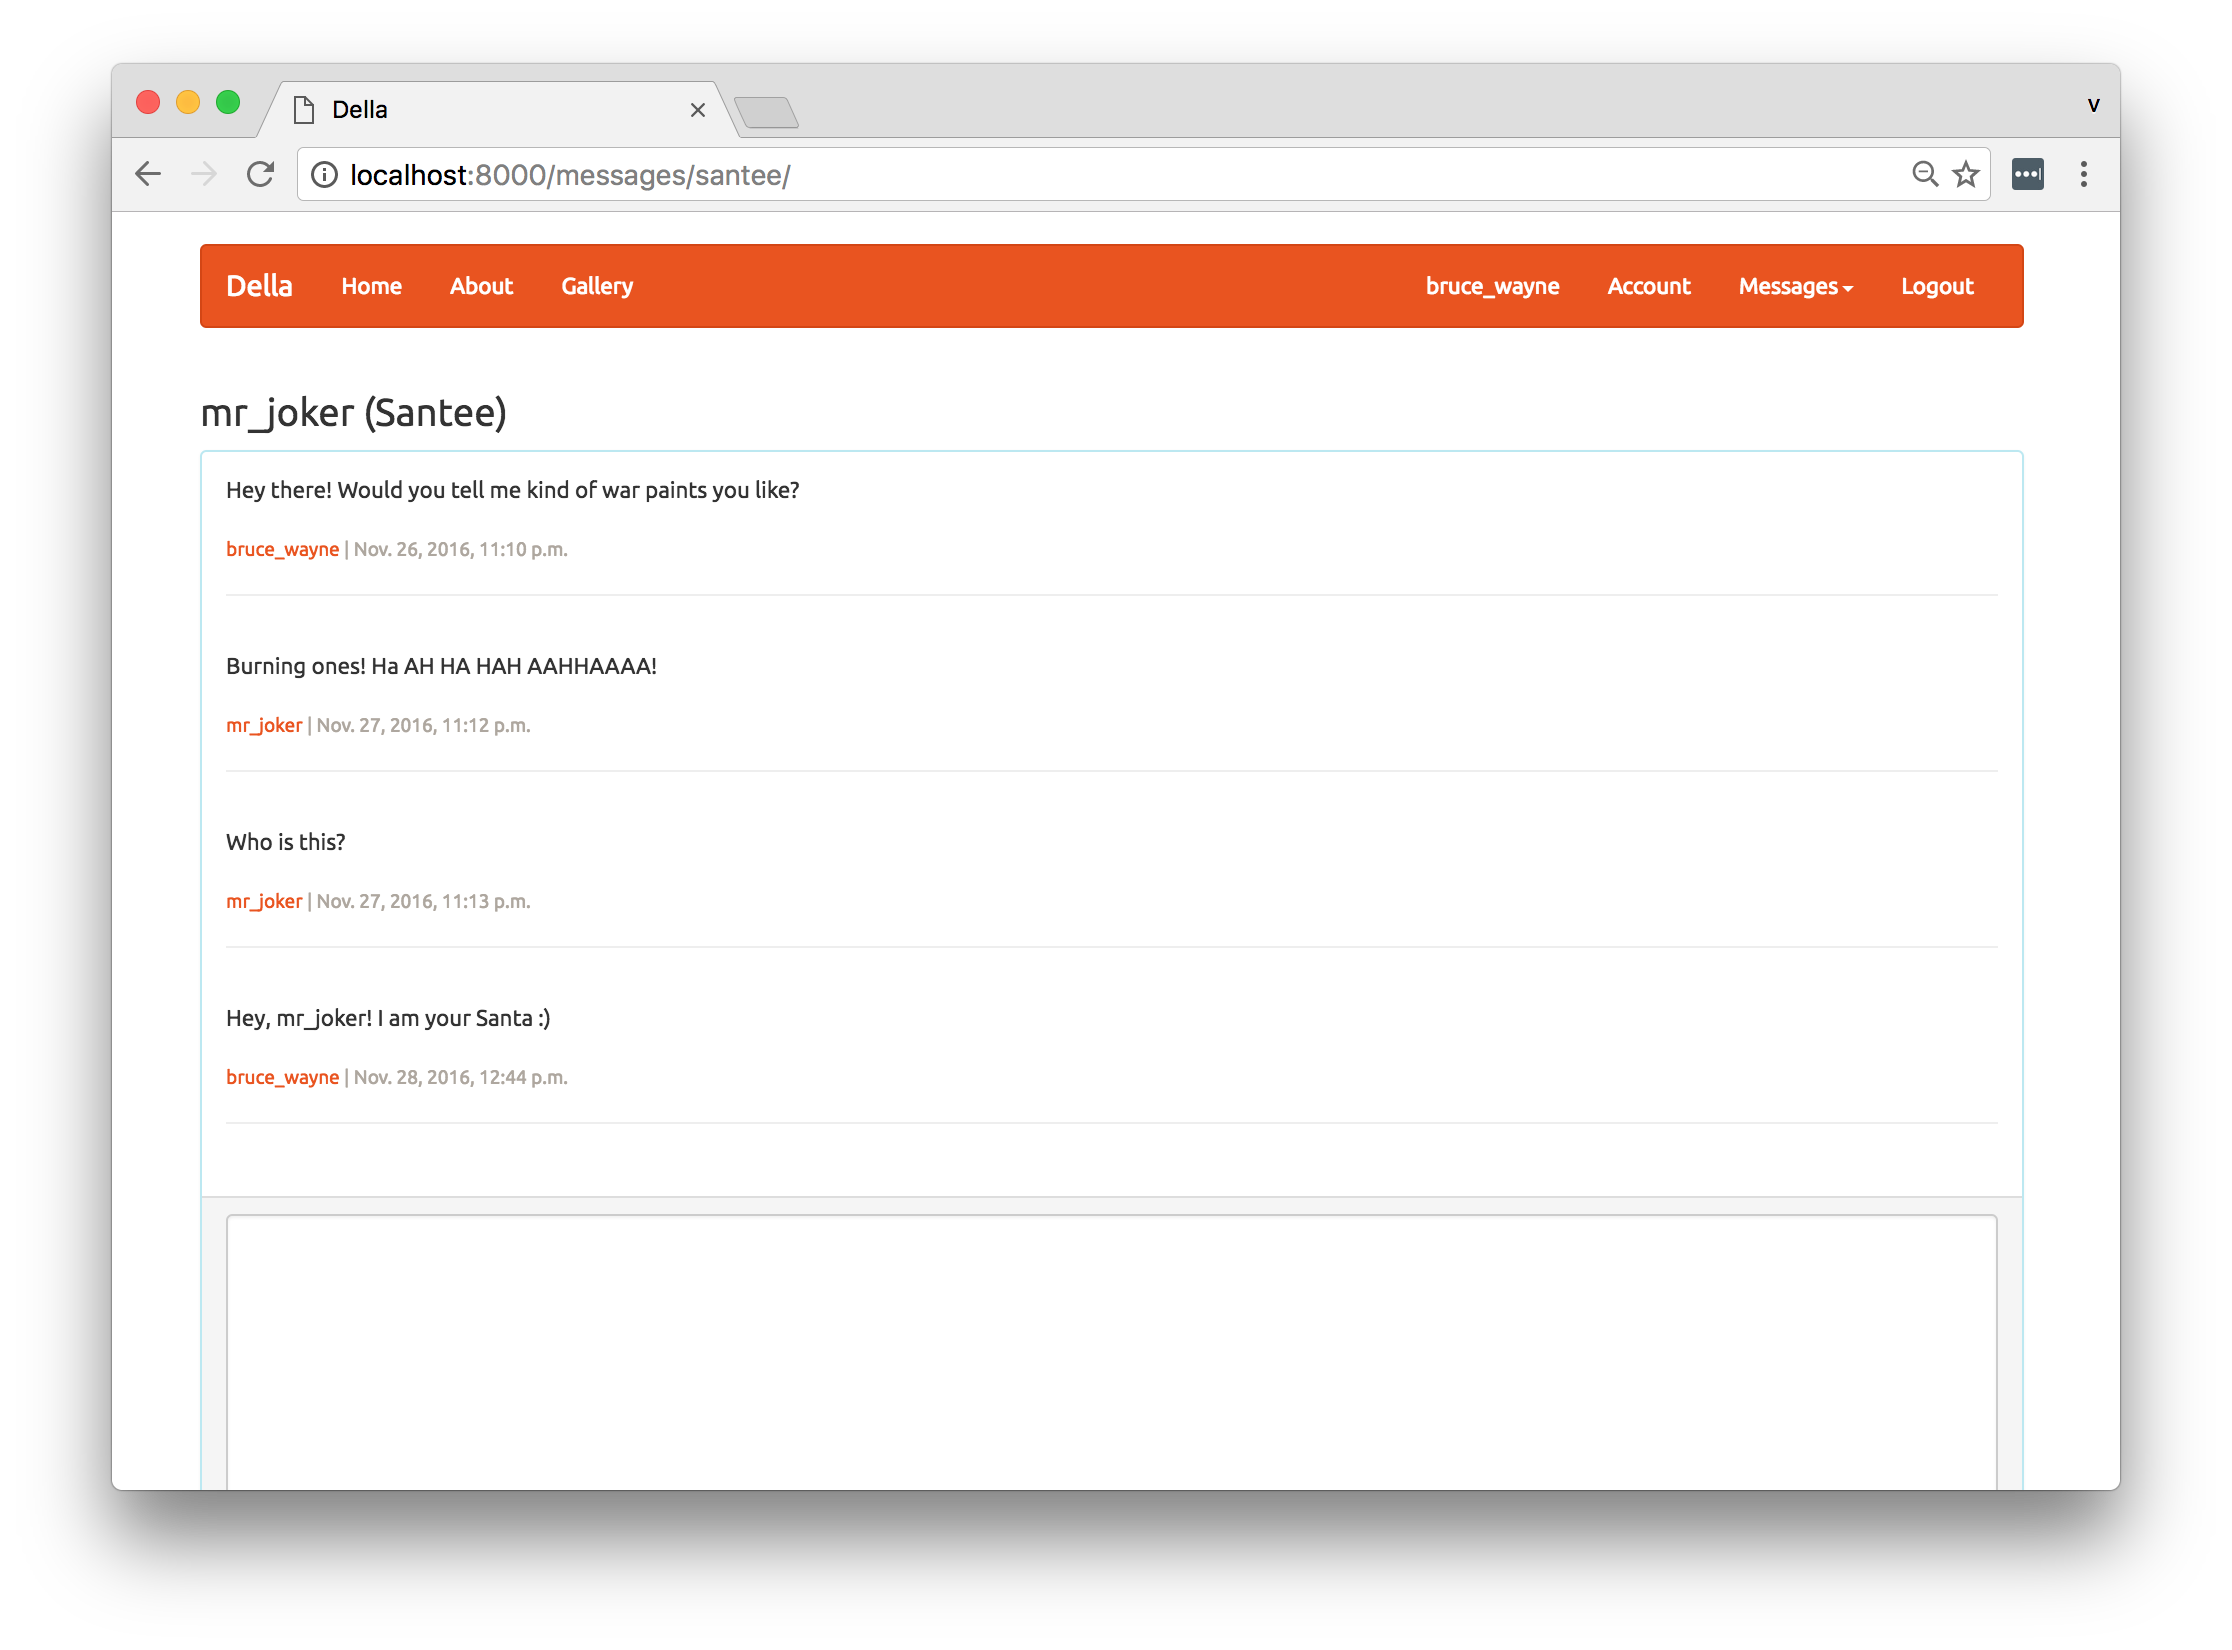 Della
v
localhost:8000/messages/santee/
Della Home About Gallery bruce_wayne Account Messages Logout
mr_joker (Santee)
Hey there! Would you tell me kind of war paints you like?
bruce_wayne | Nov. 26, 2016, 11:10 p.m.
Burning ones! Ha AH HA HAH AAHHAAAA!
mr_joker | Nov. 27, 2016, 11:12 p.m.
Who is this?
mr_joker | Nov. 27, 2016, 11:13 p.m.
Hey, mr_joker! I am your Santa :)
bruce_wayne | Nov. 28, 2016, 12:44 p.m.